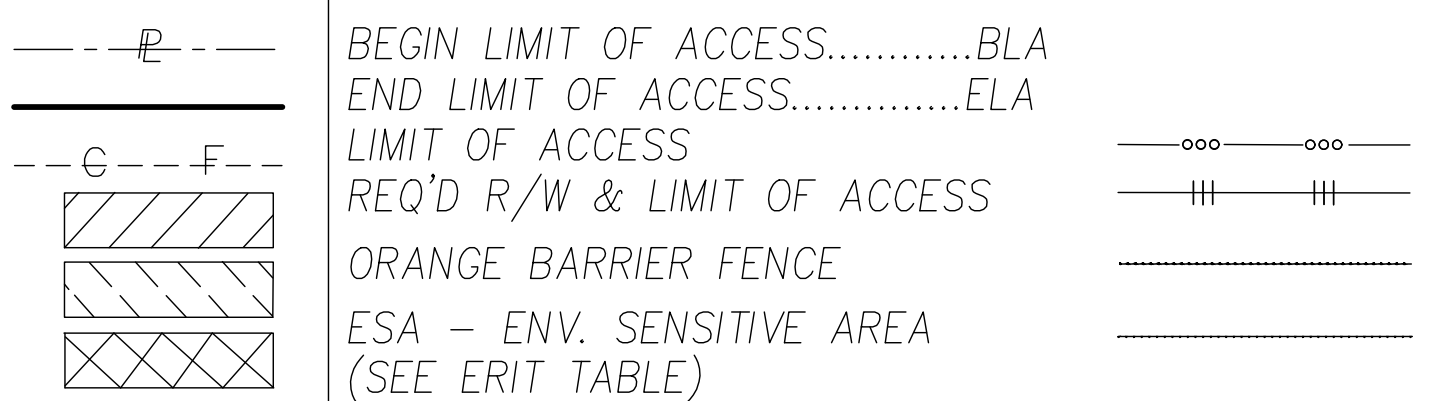 PL
C F
BEGIN LIMIT OF ACCESS............BLA
END LIMIT OF ACCESS..............ELA
LIMIT OF ACCESS
REQ'D R/W & LIMIT OF ACCESS
ORANGE BARRIER FENCE
ESA – ENV. SENSITIVE AREA
(SEE ERIT TABLE)